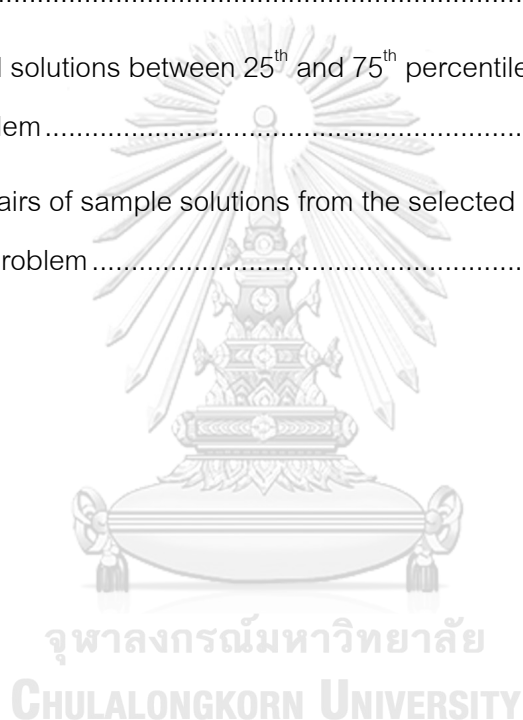 l solutions between 25th and 75th percentile
lem ..........................................................................
airs of sample solutions from the selected
roblem ..................................................................
จุฬาลงกรณ์มหาวิทยาลัย
CHULALONGKORN UNIVERSITY